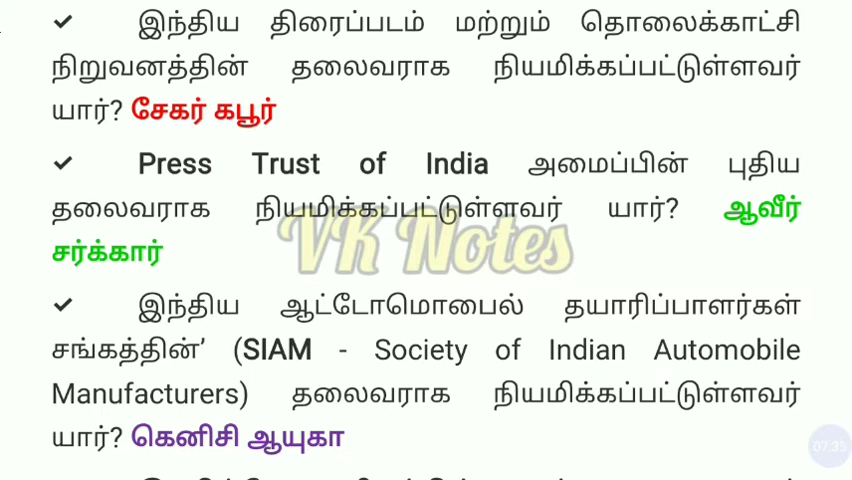 ✓ இந்திய திரைப்படம் மற்றும் தொலைக்காட்சி
நிறுவனத்தின் தலைவராக நியமிக்கப்பட்டுள்ளவர்
யார்? சேகர் கபூர்
✓ Press Trust of India அமைப்பின் புதிய
தலைவராக நியமிக்கப்பட்டுள்ளவர் யார்? ஆவீர்
சர்க்கார்
VK Notes
✓ இந்திய ஆட்டோமொபைல் தயாரிப்பாளர்கள்
சங்கத்தின்’ (SIAM - Society of Indian Automobile
Manufacturers) தலைவராக நியமிக்கப்பட்டுள்ளவர்
யார்? கெனிசி ஆயுகா
07:35